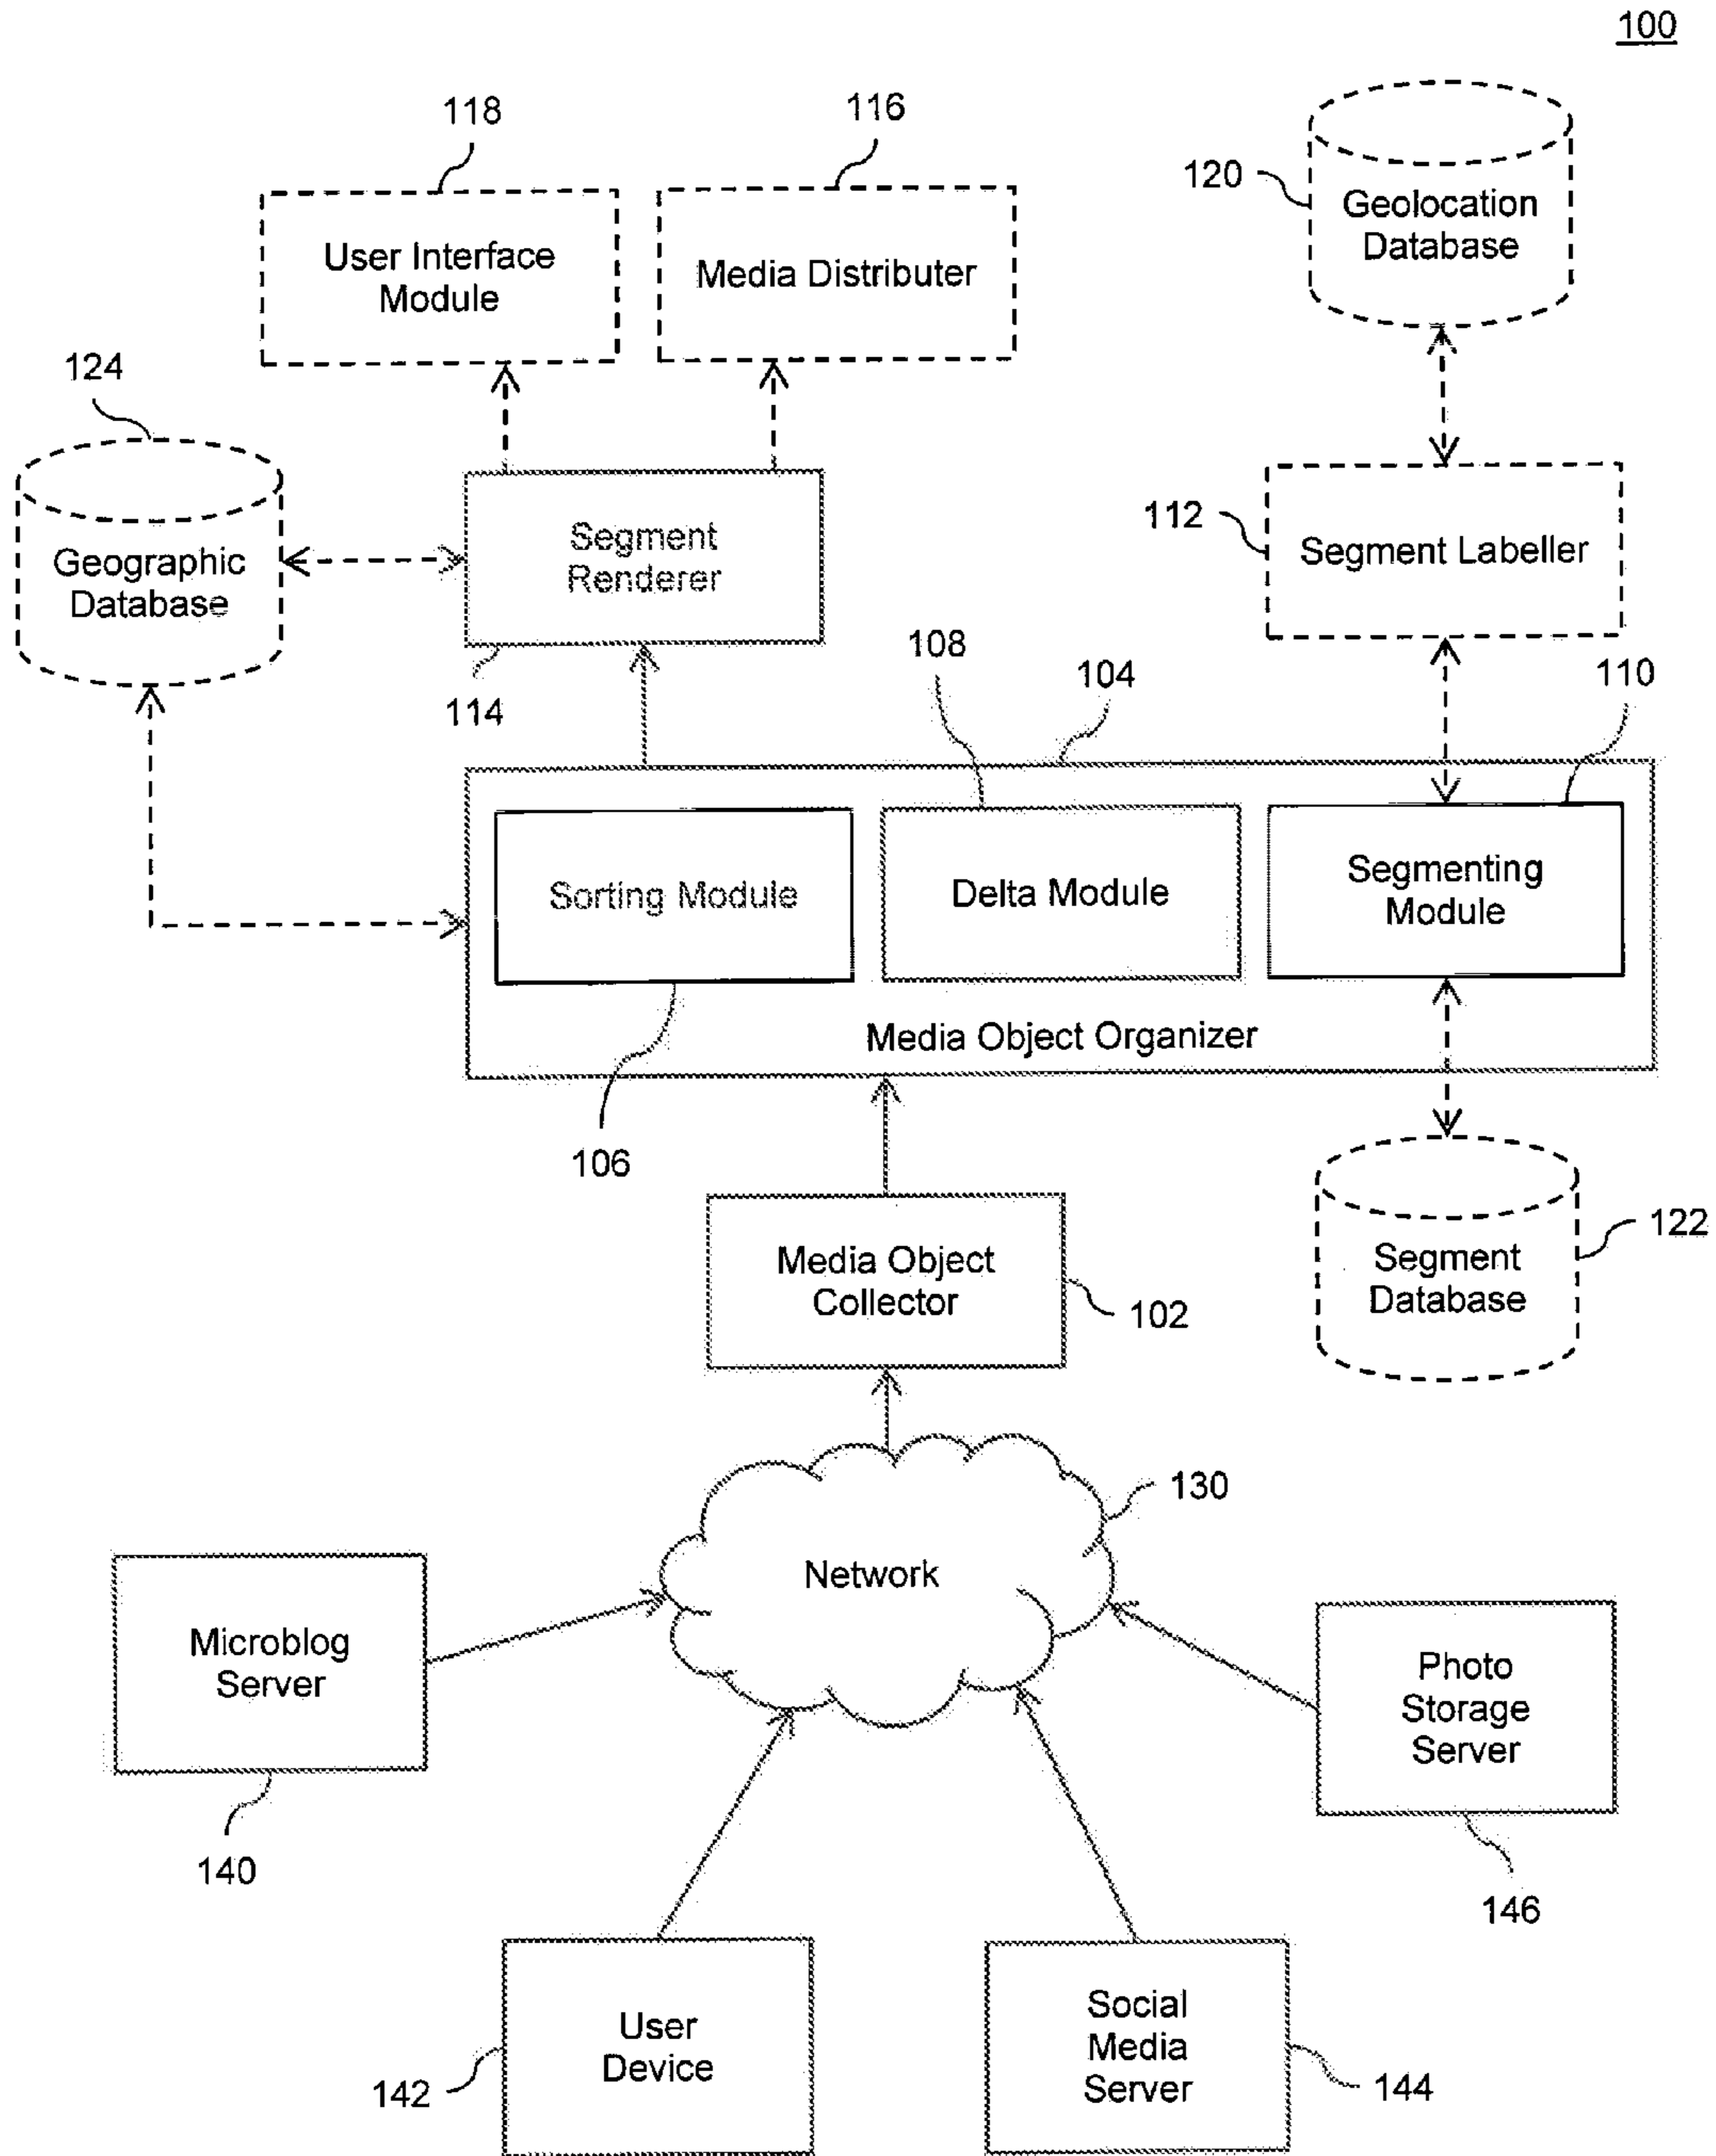 100
118
116
120
Geolocation
Database
User Interface
Module
Media Distributer
124
112
Segment Labeller
Segment
Renderer
Geographic
Database
114
108
104
110
Sorting Module
Delta Module
Segmenting
Module
Media Object Organizer
106
Media Object
Collector
102
122
Segment
Database
130
Network
Microblog
Server
140
Photo
Storage
Server
146
User
Device
142
Social
Media
Server
144